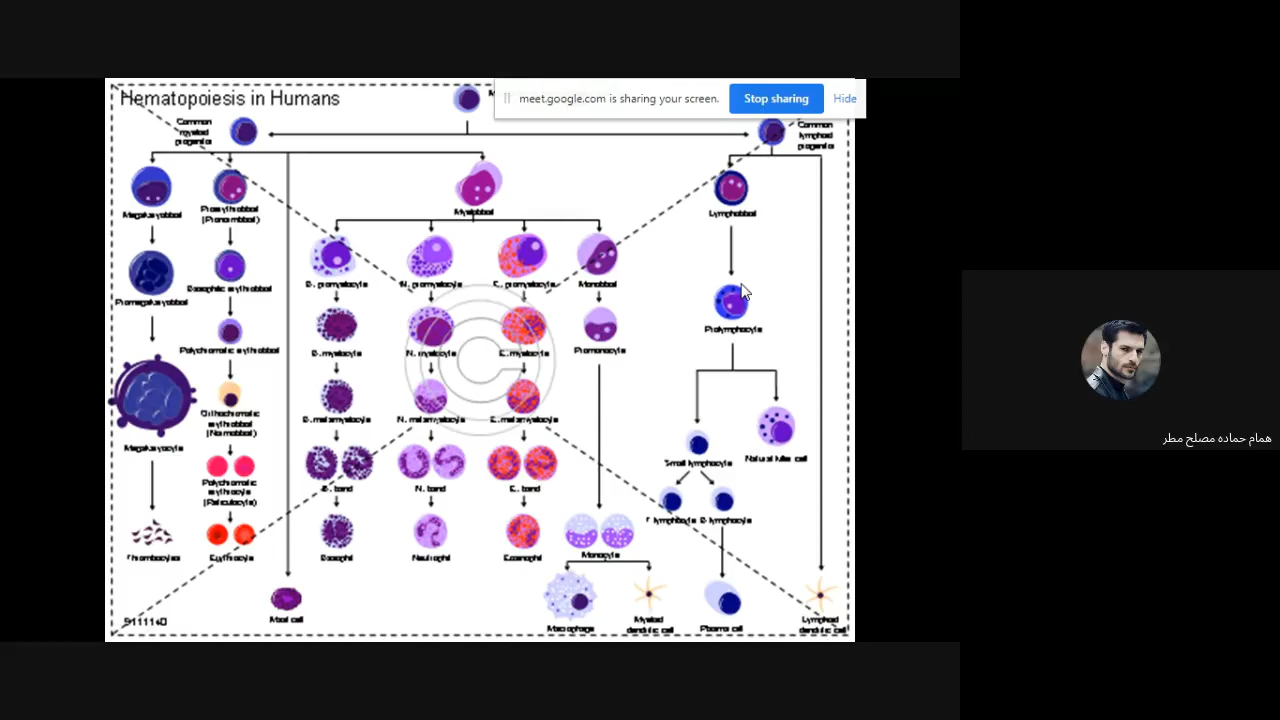 Hematopoiesis in Humans
meet.google.com is sharing your screen.
Stop sharing
Hide
Common
myeloid
progenitor
Common
lymphoid
progenitor
Megakaryoblast
Proerythroblast
(Pronormoblast)
Myeloblast
Lymphoblast
Promegakaryoblast
Basophilic erythroblast
B. promyelocyte
N. promyelocyte
E. promyelocyte
Monoblast
Prolymphocyte
Polychromatic erythroblast
B. myelocyte
N. myelocyte
E. myelocyte
Promonocyte
Megakaryocyte
Orthochromatic
erythroblast
(Normoblast)
B. metamyelocyte
N. metamyelocyte
E. metamyelocyte
Small lymphocyte
Natural killer cell
Polychromatic
erythrocyte
(Reticulocyte)
B. band
N. band
E. band
T lymphocyte
B lymphocyte
Thrombocytes
Erythrocyte
Basophil
Neutrophil
Eosinophil
Monocyte
Mast cell
Macrophage
Myeloid
dendritic cell
Plasma cell
Lymphoid
dendritic cell
همام حماده مصلح مطر